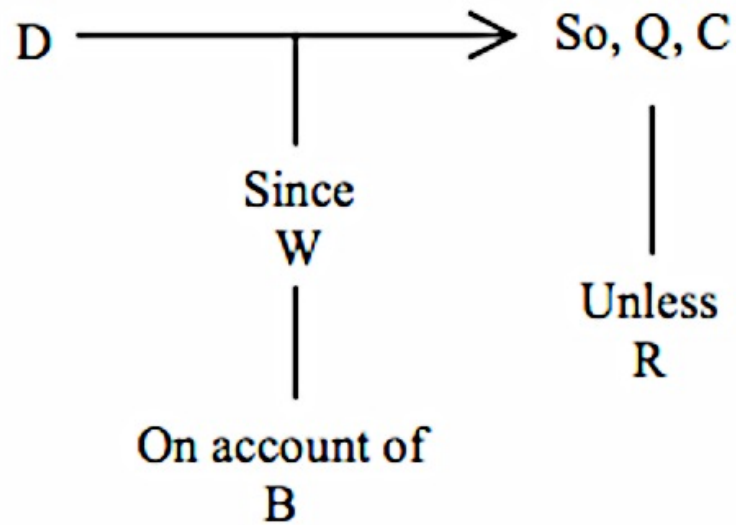 D
So, Q, C
Since
W
Unless
R
On account of
B